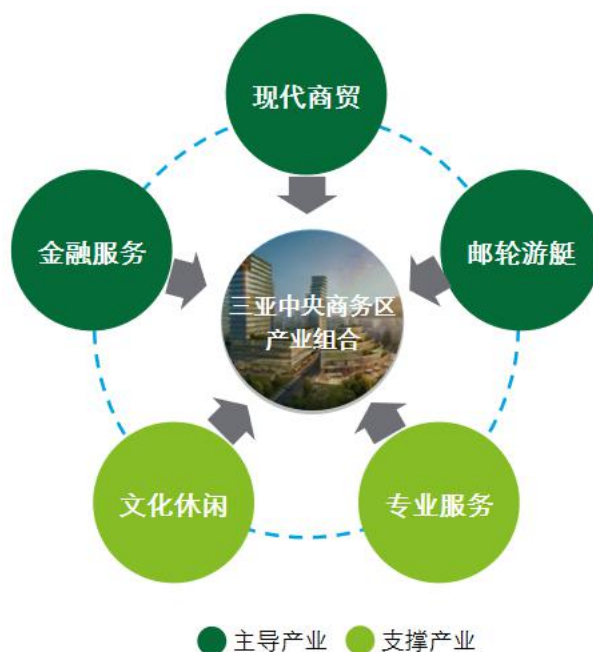 现代商贸
金融服务
邮轮游艇
三亚中央商务区
产业组合
文化休闲
专业服务
主导产业
支撑产业